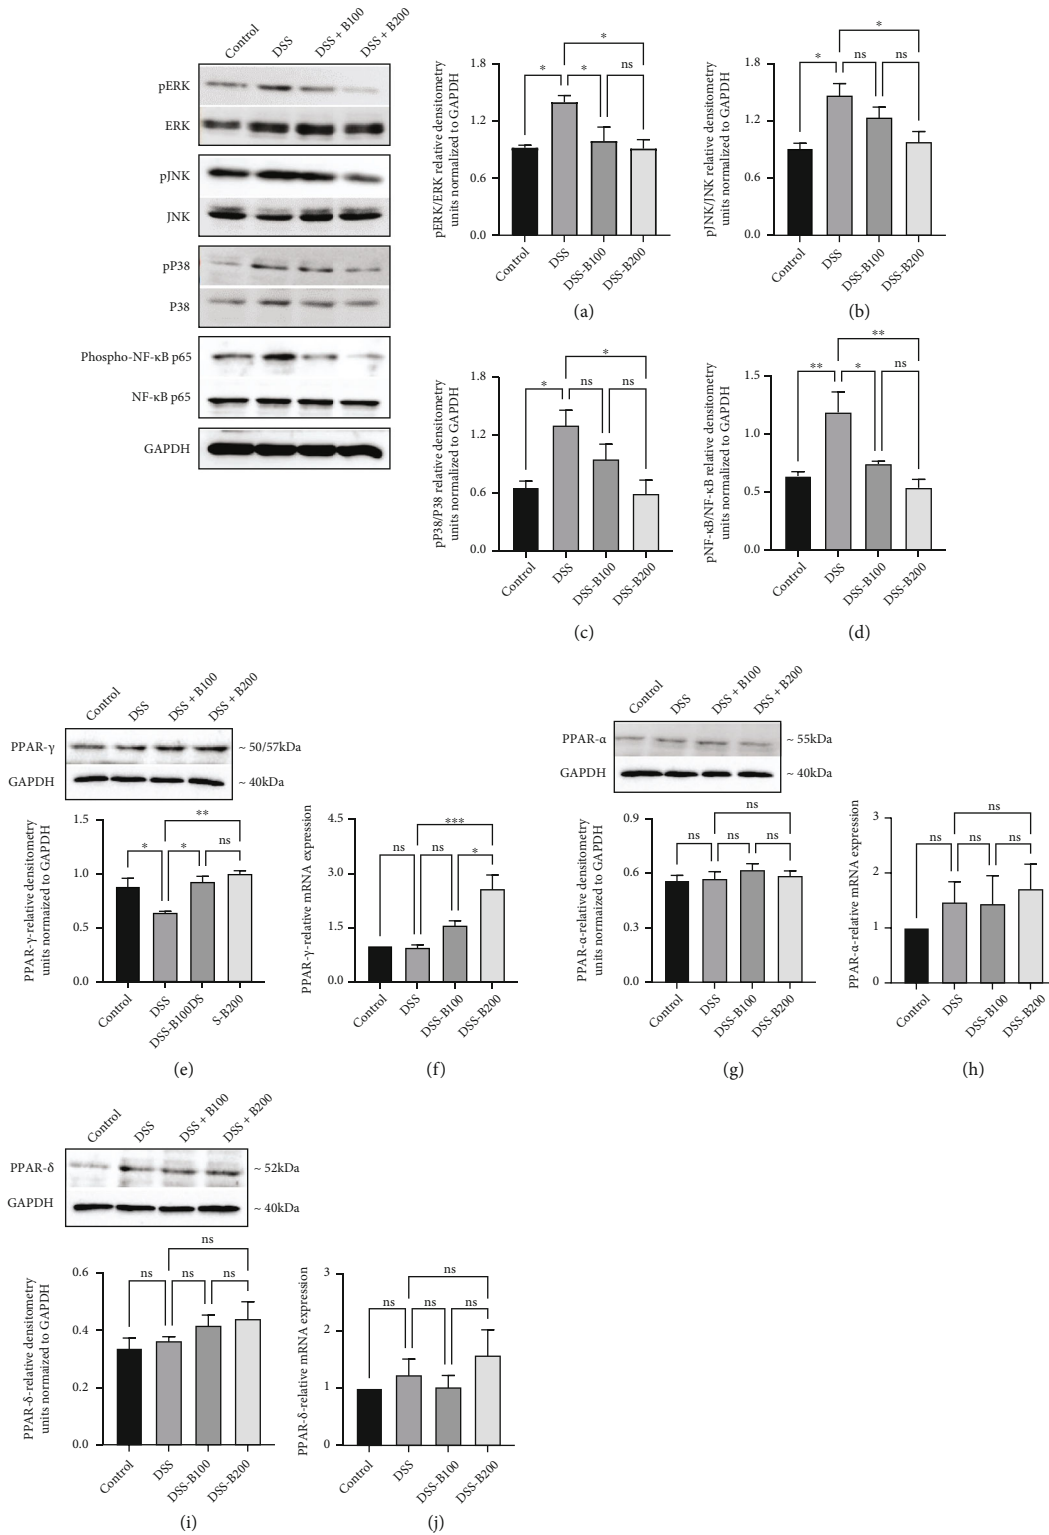 Control
DSS
DSS + B100
DSS + B200
pERK
ERK
pJNK
JNK
pP38
P38
Phospho-NF-κB p65
NF-κB p65
GAPDH
pERK/ERK relative densitometry
units normalized to GAPDH
1.8
1.2
0.6
0.0
*
* * ns
Control
DSS
DSS-B100
DSS-B200
(a)
pJNK/JNK relative densitometry
units normalized to GAPDH
1.8
1.2
0.6
0.0
*
* ns ns
Control
DSS
DSS-B100
DSS-B200
(b)
pP38/P38 relative densitometry
units normalized to GAPDH
1.8
1.2
0.6
0.0
*
* ns ns
Control
DSS
DSS-B100
DSS-B200
(c)
pNF-κB/NF-κB relative densitometry
units normalized to GAPDH
1.5
1.0
0.5
0.0
**
** * ns
Control
DSS
DSS-B100
DSS-B200
(d)
Control
DSS
DSS + B100
DSS + B200
PPAR-γ
~ 50/57kDa
GAPDH
~ 40kDa
PPAR-γ-relative densitometry
units normaized to GAPDH
1.5
1.0
0.5
0.0
**
* * ns
Control
DSS
DSS-B100DS
S-B200
(e)
PPAR-γ-relative mRNA expression
4.5
3.0
1.5
0.0
***
ns ns *
Control
DSS
DSS-B100
DSS-B200
(f)
Control
DSS
DSS + B100
DSS + B200
PPAR-α
~ 55kDa
GAPDH
~ 40kDa
PPAR-α-relative densitometry
units normaized to GAPDH
0.9
0.6
0.3
0.0
ns
ns ns ns
Control
DSS
DSS-B100
DSS-B200
(g)
PPAR-α-relative mRNA expression
3
2
1
0
ns
ns ns ns
Control
DSS
DSS-B100
DSS-B200
(h)
Control
DSS
DSS + B100
DSS + B200
PPAR-δ
~ 52kDa
GAPDH
~ 40kDa
PPAR-δ-relative densitometry
units normaized to GAPDH
0.6
0.4
0.2
0.0
ns
ns ns ns
Control
DSS
DSS-B100
DSS-B200
(i)
PPAR-δ-relative mRNA expression
3
2
1
0
ns
ns ns ns
Control
DSS
DSS-B100
DSS-B200
(j)